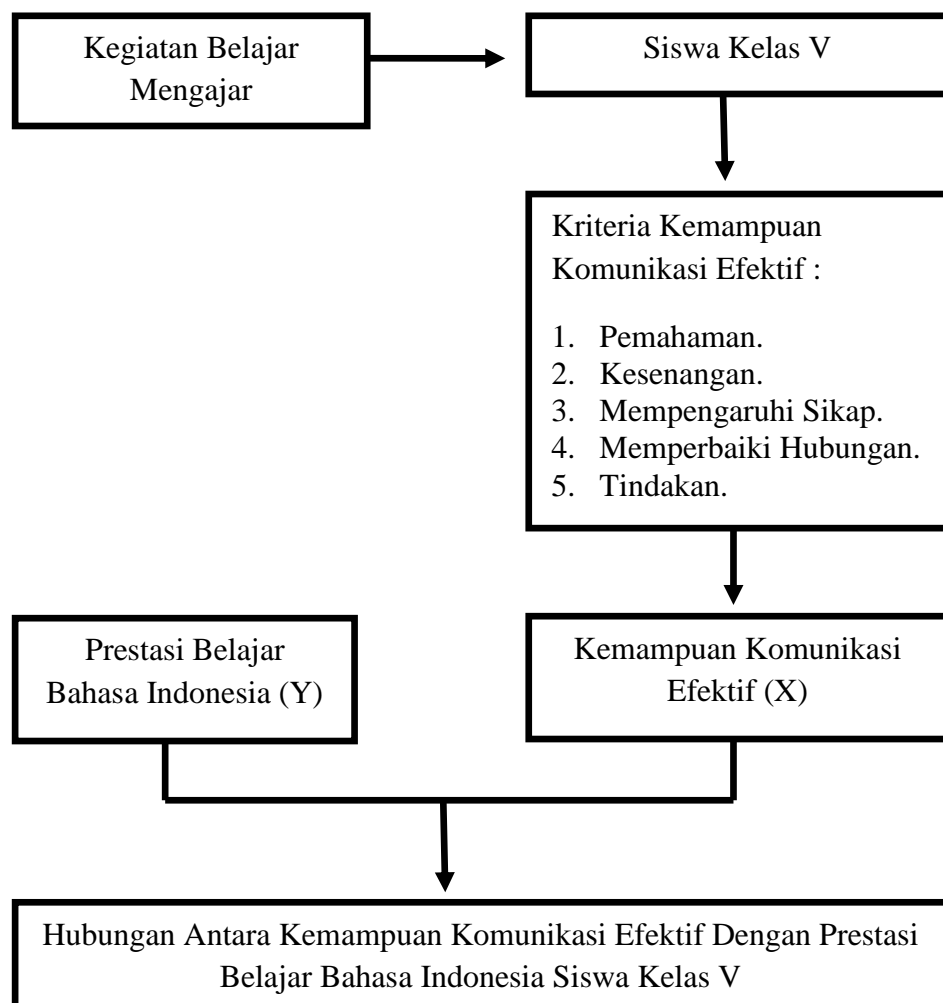 Kegiatan Belajar
Mengajar
Siswa Kelas V
Kriteria Kemampuan
Komunikasi Efektif :
1. Pemahaman.
2. Kesenangan.
3. Mempengaruhi Sikap.
4. Memperbaiki Hubungan.
5. Tindakan.
Prestasi Belajar
Bahasa Indonesia (Y)
Kemampuan Komunikasi
Efektif (X)
Hubungan Antara Kemampuan Komunikasi Efektif Dengan Prestasi
Belajar Bahasa Indonesia Siswa Kelas V